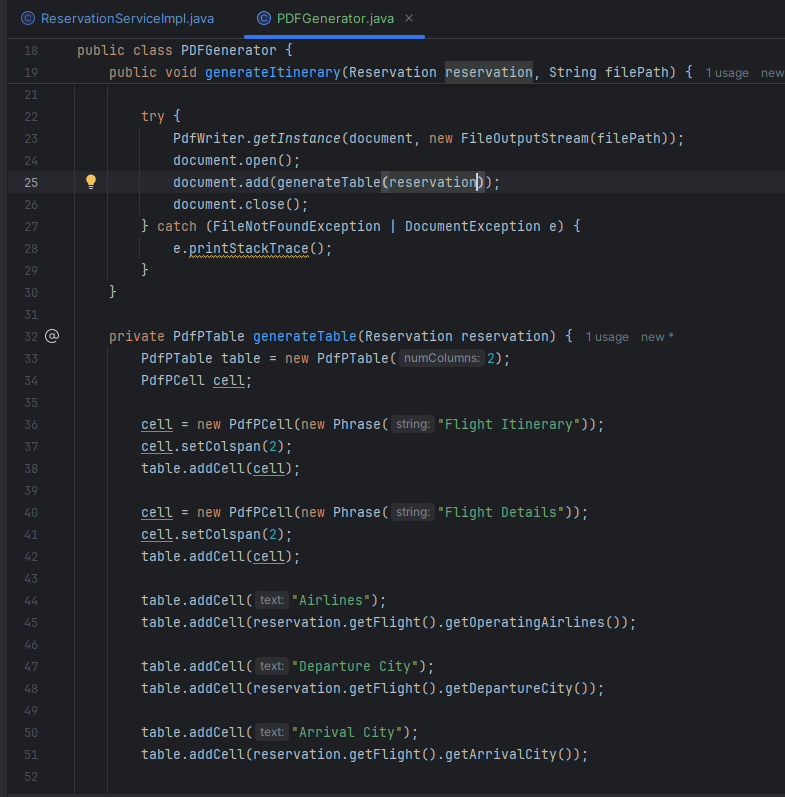 ReservationServiceImpl.java PDFGenerator.java
18 public class PDFGenerator {
19 public void generateItinerary(Reservation reservation, String filePath) { 1 usage new
21
22 try {
23 PdfWriter.getInstance(document, new FileOutputStream(filePath));
24 document.open();
25 document.add(generateTable(reservation));
26 document.close();
27 } catch (FileNotFoundException | DocumentException e) {
28 e.printStackTrace();
29 }
30 }
31
32 @ private PdfPTable generateTable(Reservation reservation) { 1 usage new *
33 PdfPTable table = new PdfPTable( numColumns: 2);
34 PdfPCell cell;
35
36 cell = new PdfPCell(new Phrase( string: "Flight Itinerary"));
37 cell.setColspan(2);
38 table.addCell(cell);
39
40 cell = new PdfPCell(new Phrase( string: "Flight Details"));
41 cell.setColspan(2);
42 table.addCell(cell);
43
44 table.addCell( text: "Airlines");
45 table.addCell(reservation.getFlight().getOperatingAirlines());
46
47 table.addCell( text: "Departure City");
48 table.addCell(reservation.getFlight().getDepartureCity());
49
50 table.addCell( text: "Arrival City");
51 table.addCell(reservation.getFlight().getArrivalCity());
52